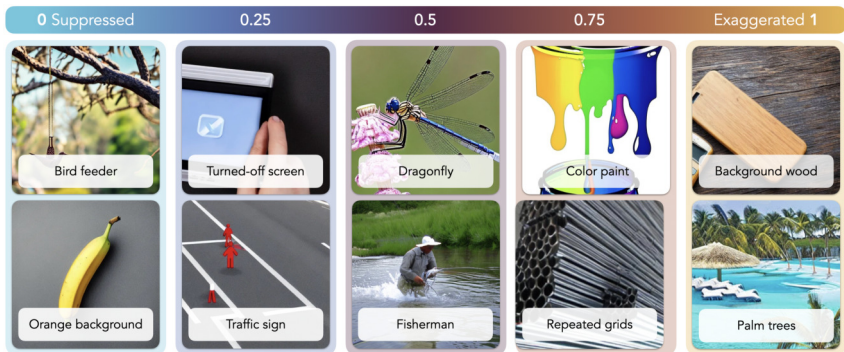 0 Suppressed 0.25 0.5 0.75 Exaggerated 1
Bird feeder Turned-off screen Dragonfly Color paint Background wood
Orange background Traffic sign Fisherman Repeated grids Palm trees